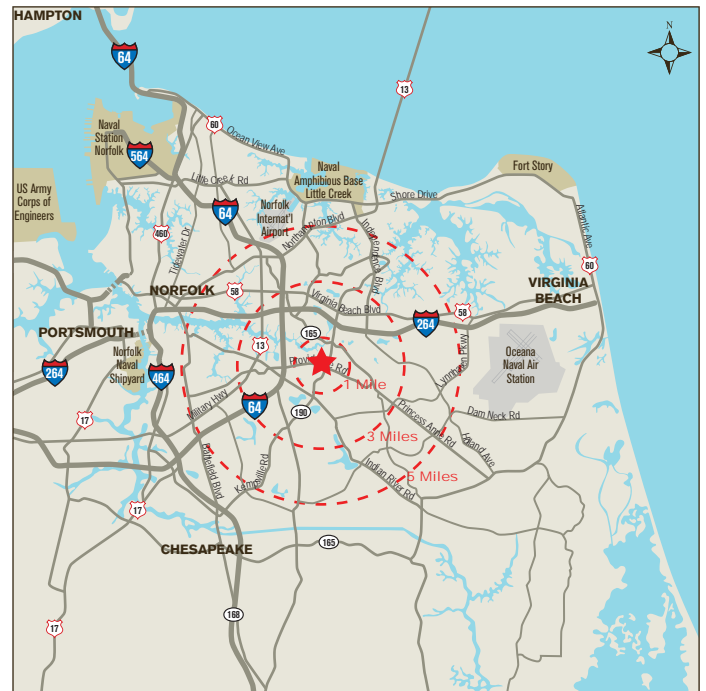 HAMPTON
N
64
13
Naval
Station
Norfolk
564
60
Ocean View Ave
Little Creek Rd
Naval
Amphibious Base
Little Creek
Fort Story
US Army
Corps of
Engineers
64
Norfolk
Internat'l
Airport
Northampton Blvd
Shore Drive
Independence Blvd
Atlantic Ave
460
Tidewater Dr
60
NORFOLK
58
Virginia Beach Blvd
VIRGINIA
BEACH
58
264
165
PORTSMOUTH
13
Norfolk
Naval
Shipyard
264
464
Oceana
Naval Air
Station
Lynnhaven Pkwy
1 Mile
Military Hwy
64
190
17
Princess Anne Rd
Dam Neck Rd
3 Miles
Holland Ave
Battlefield Blvd
Kempsville Rd
Indian River Rd
5 Miles
17
CHESAPEAKE
165
168
17